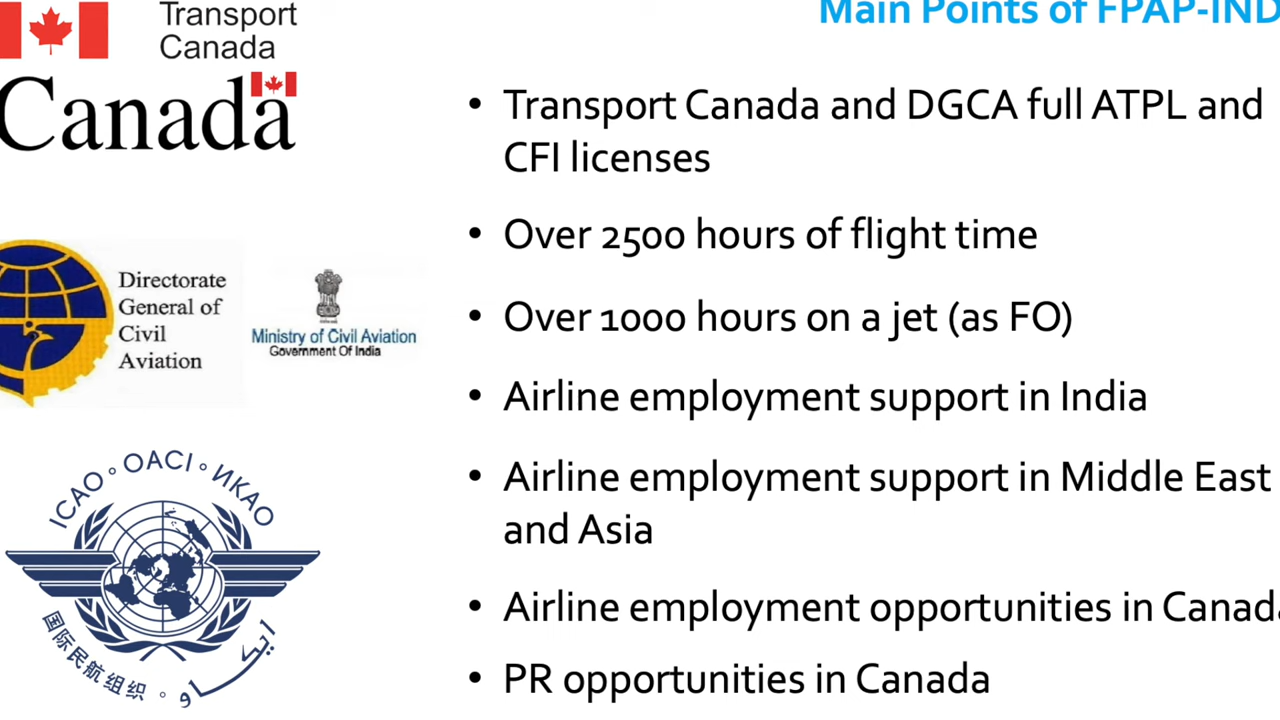 Transport
Canada
Canada
Main Points of FPAP-IND
• Transport Canada and DGCA full ATPL and
CFI licenses
• Over 2500 hours of flight time
• Over 1000 hours on a jet (as FO)
• Airline employment support in India
• Airline employment support in Middle East
and Asia
• Airline employment opportunities in Canada
• PR opportunities in Canada
Directorate
General of
Civil
Aviation
Ministry of Civil Aviation
Government Of India
ICAO ◦ OACI ◦ ИКАО
国际民航组织 ◦ ايكاو